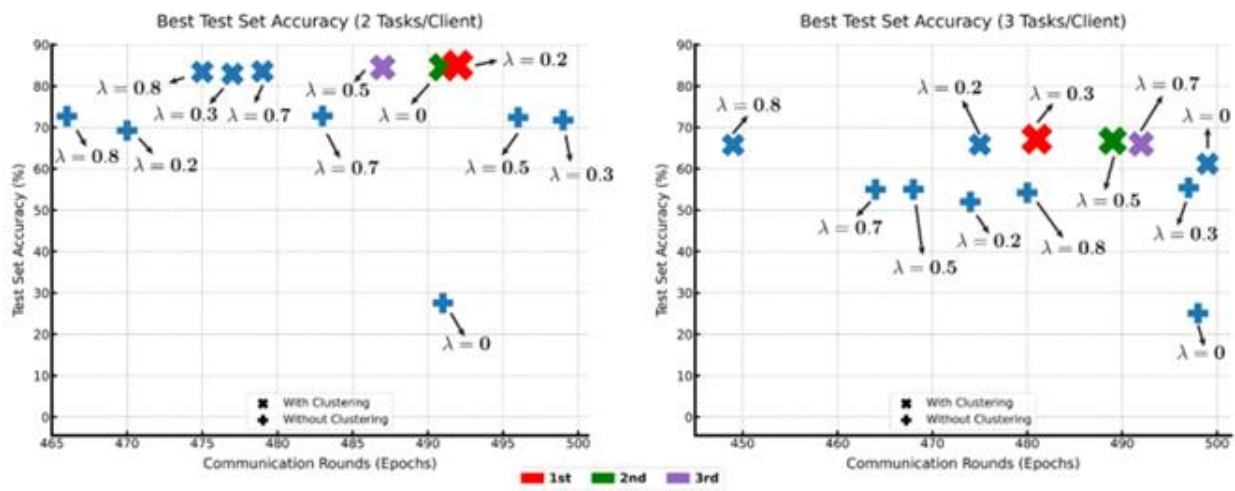 Best Test Set Accuracy (2 Tasks/Client)
Test Set Accuracy (%)
90
80
70
60
50
40
30
20
10
0
λ = 0.8
λ = 0.3
λ = 0.7
λ = 0.5
λ = 0
λ = 0.2
λ = 0.8
λ = 0.2
λ = 0.7
λ = 0.5
λ = 0.3
λ = 0
With Clustering
Without Clustering
465 470 475 480 485 490 495 500
Communication Rounds (Epochs)
Best Test Set Accuracy (3 Tasks/Client)
Test Set Accuracy (%)
90
80
70
60
50
40
30
20
10
0
λ = 0.8
λ = 0.2
λ = 0.3
λ = 0.7
λ = 0
λ = 0.5
λ = 0.7
λ = 0.5
λ = 0.2
λ = 0.8
λ = 0.3
λ = 0
With Clustering
Without Clustering
450 460 470 480 490 500
Communication Rounds (Epochs)
1st 2nd 3rd